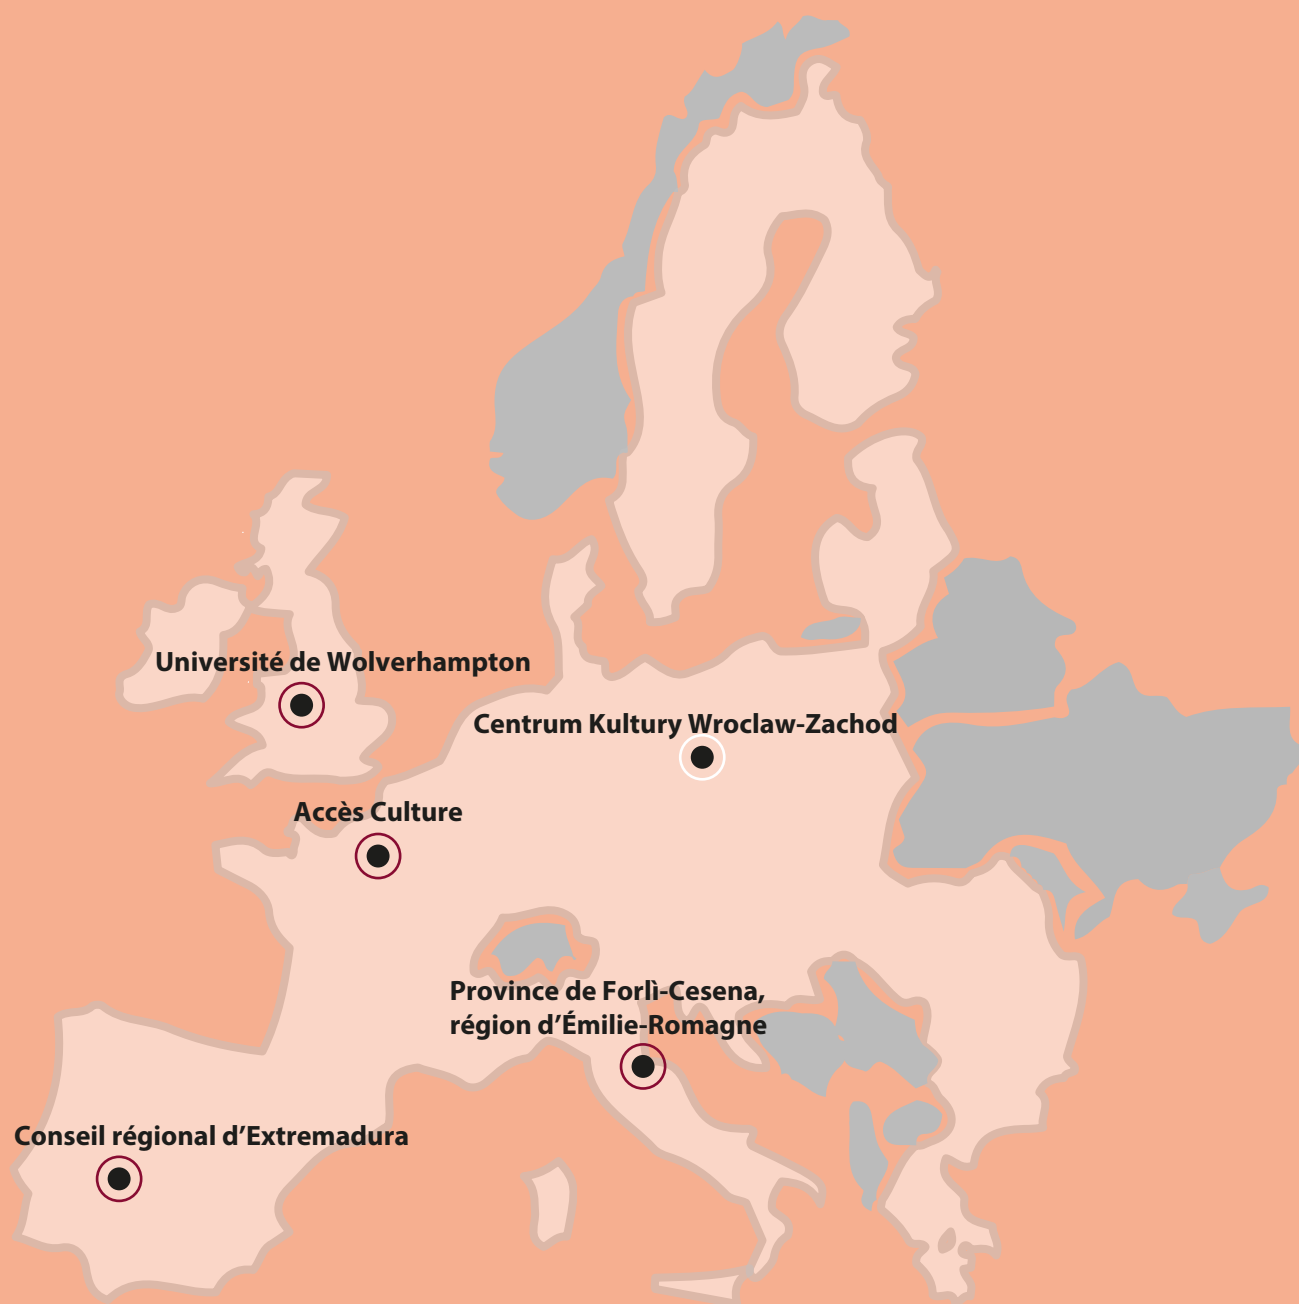 Université de Wolverhampton
Centrum Kultury Wroclaw-Zachod
Accès Culture
Province de Forlì-Cesena,
région d’Émilie-Romagne
Conseil régional d’Extremadura